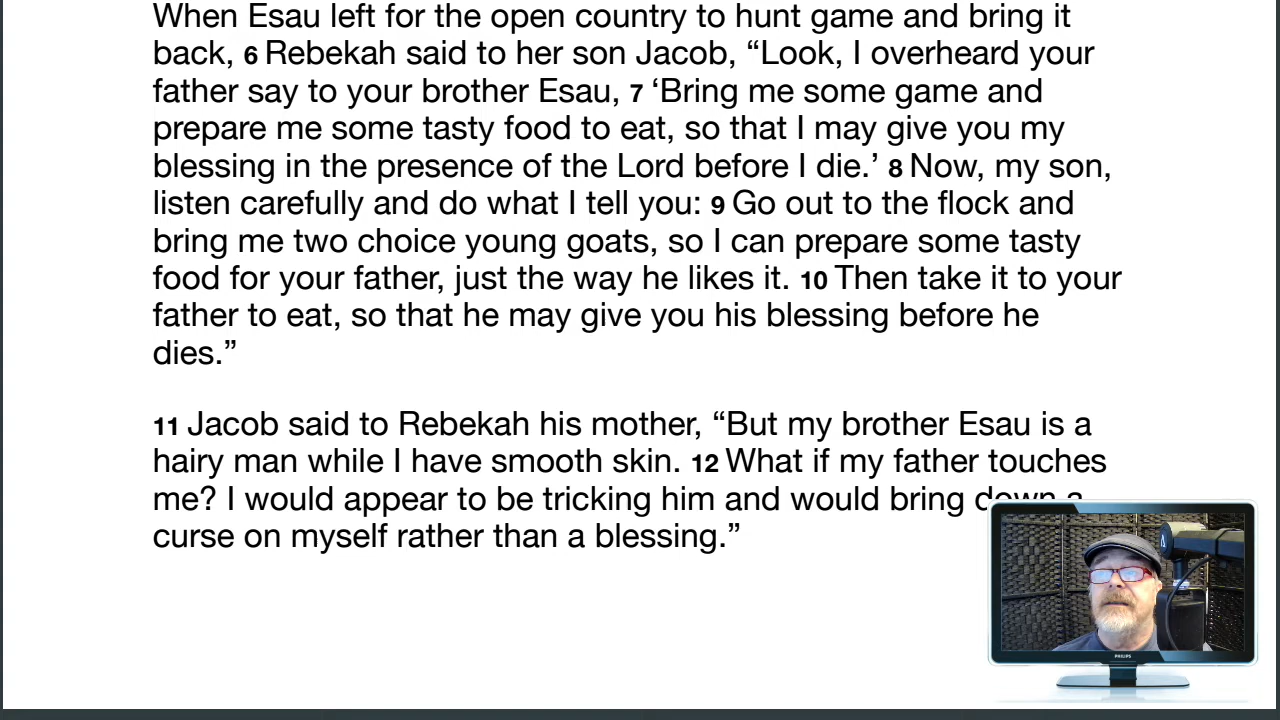 When Esau left for the open country to hunt game and bring it
back, 6 Rebekah said to her son Jacob, “Look, I overheard your
father say to your brother Esau, 7 ‘Bring me some game and
prepare me some tasty food to eat, so that I may give you my
blessing in the presence of the Lord before I die.’ 8 Now, my son,
listen carefully and do what I tell you: 9 Go out to the flock and
bring me two choice young goats, so I can prepare some tasty
food for your father, just the way he likes it. 10 Then take it to your
father to eat, so that he may give you his blessing before he
dies.”
11 Jacob said to Rebekah his mother, “But my brother Esau is a
hairy man while I have smooth skin. 12 What if my father touches
me? I would appear to be tricking him and would bring down a
curse on myself rather than a blessing.”
PHILIPS